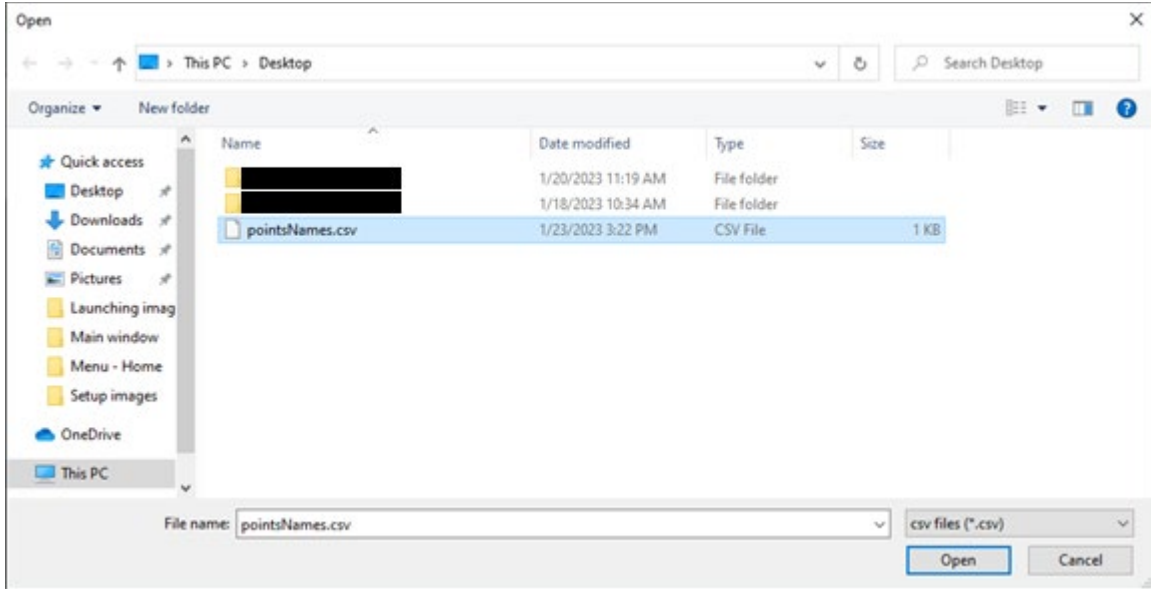 Open
This PC > Desktop
Search Desktop
Organize
New folder
Name Date modified Type Size
Quick access
Desktop
Downloads
Documents
Pictures
Launching imag
Main window
Menu - Home
Setup images
OneDrive
This PC
1/20/2023 11:19 AM File folder
1/18/2023 10:34 AM File folder
pointsNames.csv 1/23/2023 3:22 PM CSV File 1 KB
File name: pointsNames.csv csv files (*.csv)
Open Cancel